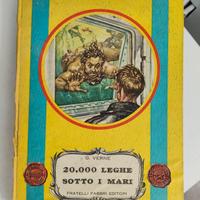 G. VERNE
20.000 LEGHE
SOTTO I MARI
FRATELLI FABBRI EDITORI